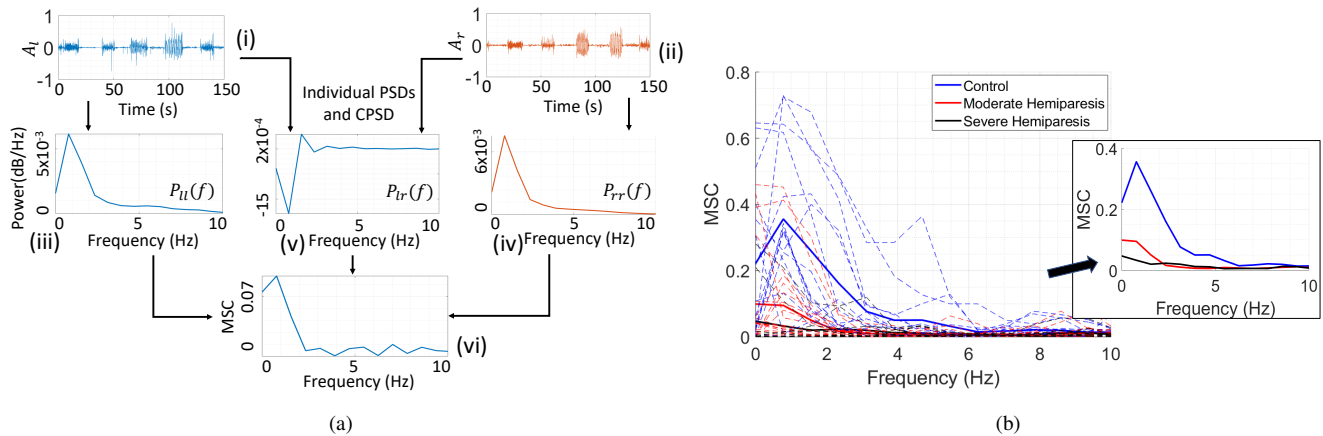 1
0
-1
A_l
0 50 100 150
Time (s)
(i)
1
0
-1
A_r
0 50 100 150
Time (s)
(ii)
Individual PSDs
and CPSD
Power(dB/Hz)
5x10^-3
0
P_ll(f)
5 10
Frequency (Hz)
(iii)
2x10^-4
-15
P_lr(f)
0 5 10
Frequency (Hz)
(v)
6x10^-3
0
P_rr(f)
0 5 10
Frequency (Hz)
(iv)
MSC
0.07
0
0 5 10
Frequency (Hz)
(vi)
(a)
0.8
0.6
0.4
0.2
0
MSC
0 2 4 6 8 10
Frequency (Hz)
Control
Moderate Hemiparesis
Severe Hemiparesis
0.4
0.2
0
MSC
0 5 10
Frequency (Hz)
(b)